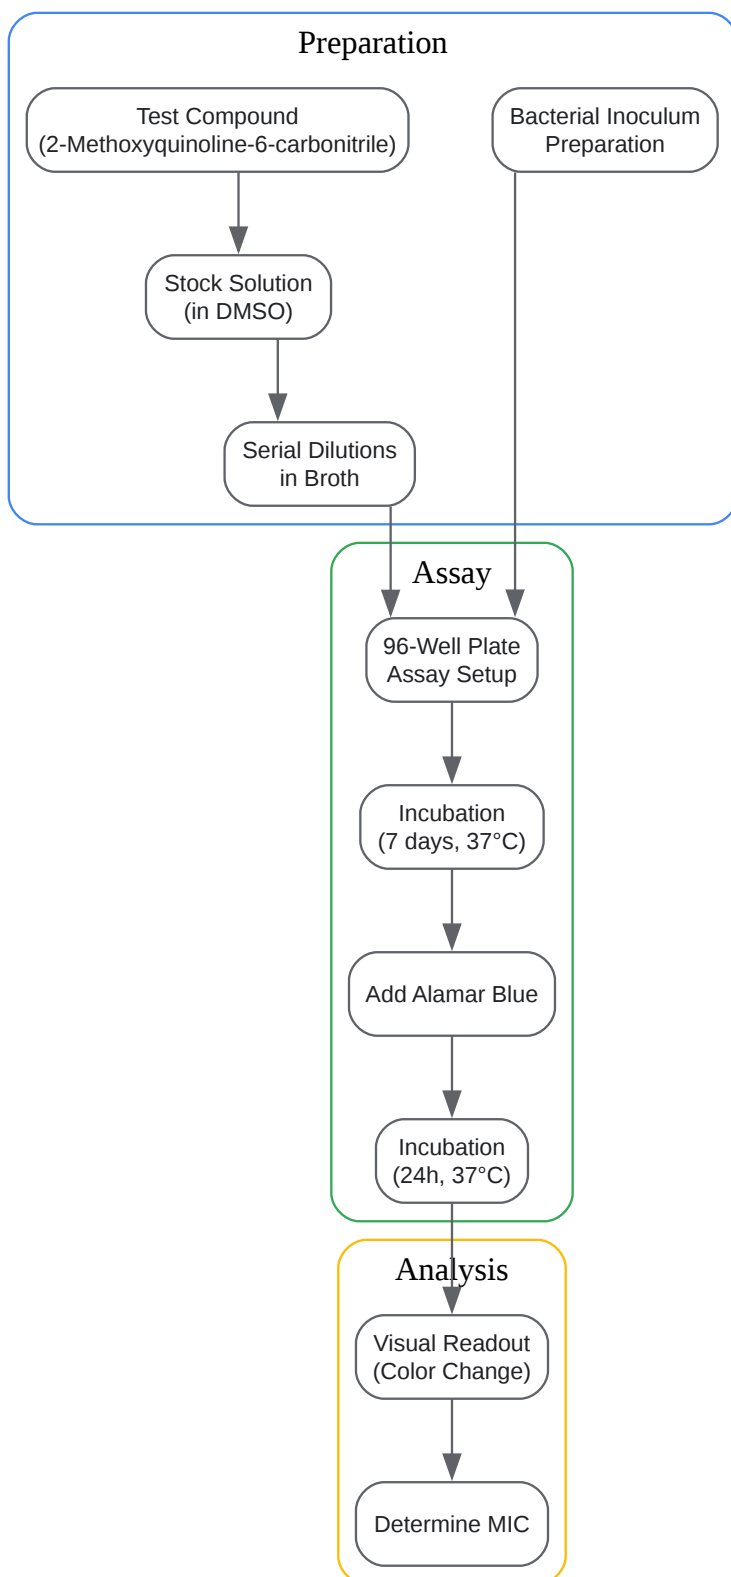 Preparation
Test Compound
(2-Methoxyquinoline-6-carbonitrile)
Bacterial Inoculum
Preparation
Stock Solution
(in DMSO)
Serial Dilutions
in Broth
Assay
96-Well Plate
Assay Setup
Incubation
(7 days, 37°C)
Add Alamar Blue
Incubation
(24h, 37°C)
Analysis
Visual Readout
(Color Change)
Determine MIC